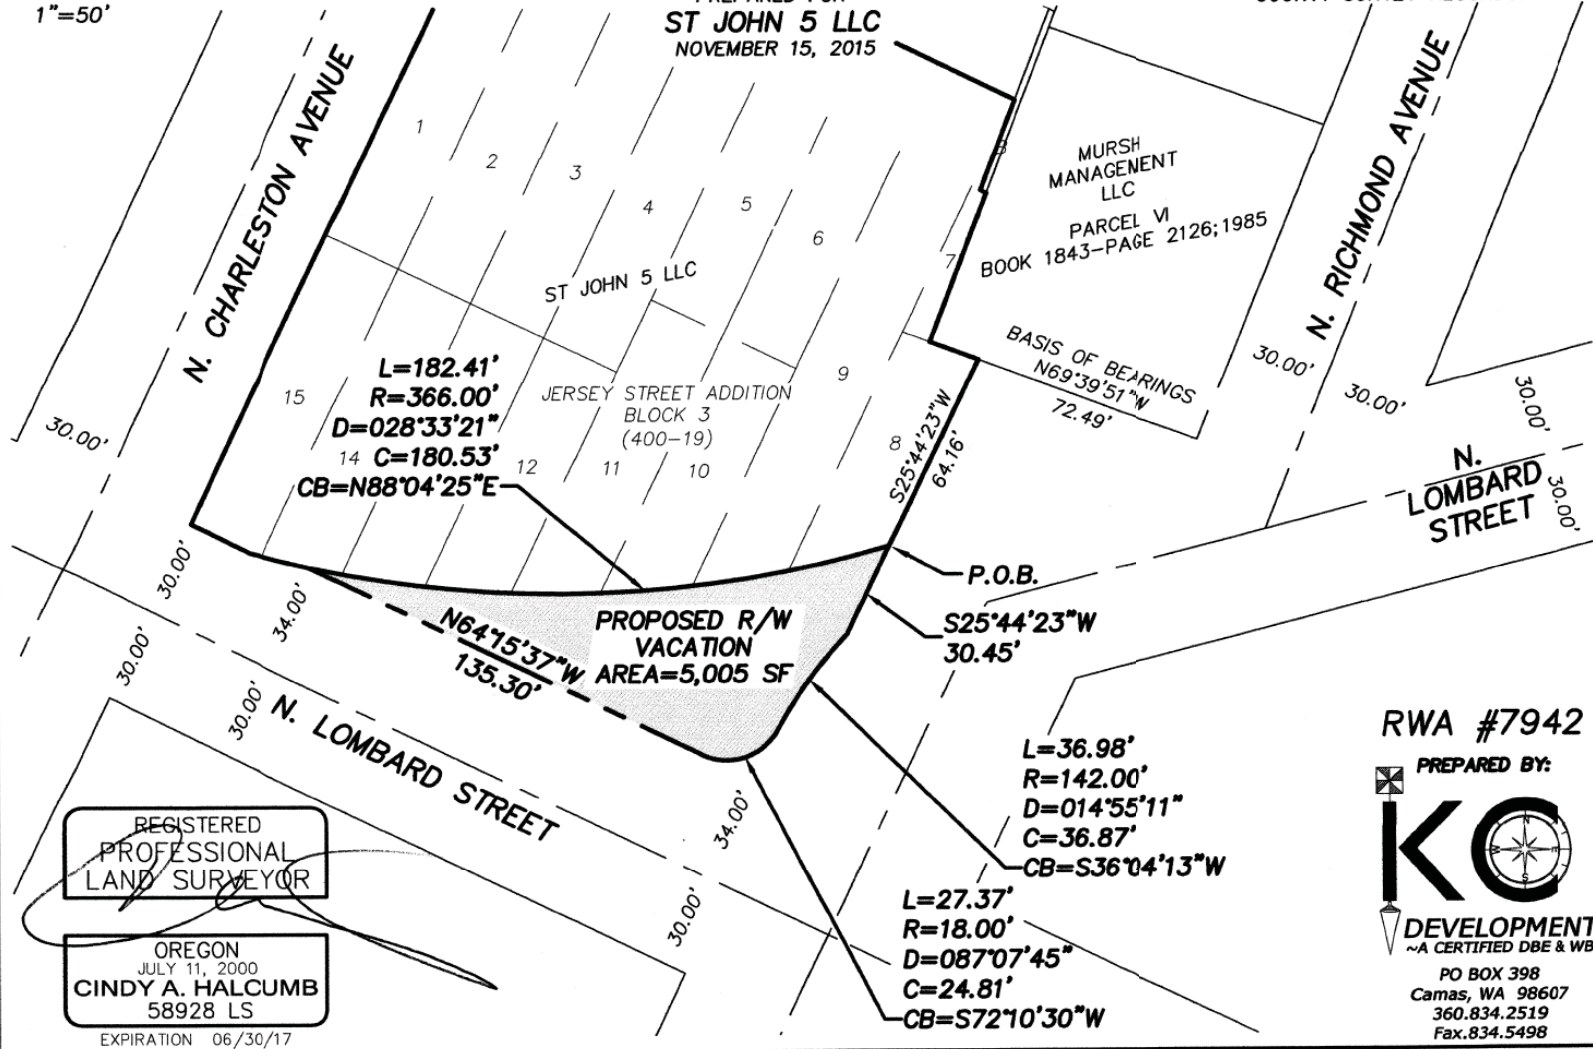 1"=50'
ST JOHN 5 LLC
NOVEMBER 15, 2015
N. CHARLESTON AVENUE
N. RICHMOND AVENUE
1
2
3
4
5
6
7
8
9
15
14
12
11
10
8
ST JOHN 5 LLC
MURSH
MANAGEMENT
LLC
PARCEL VI
BOOK 1843-PAGE 2126;1985
BASIS OF BEARINGS
N69°39'51"W
72.49'
JERSEY STREET ADDITION
BLOCK 3
(400-19)
L=182.41'
R=366.00'
D=028°33'21"
C=180.53'
CB=N88°04'25"E
S25°44'23"W
64.16'
30.00'
30.00'
30.00'
30.00'
30.00'
N.
LOMBARD
STREET
P.O.B.
S25°44'23"W
30.45'
30.00'
34.00'
30.00'
30.00'
N64°15'37"W
135.30'
PROPOSED R/W
VACATION
AREA=5,005 SF
N. LOMBARD STREET
34.00'
30.00'
L=36.98'
R=142.00'
D=014°55'11"
C=36.87'
CB=S36°04'13"W
L=27.37'
R=18.00'
D=087°07'45"
C=24.81'
CB=S72°10'30"W
REGISTERED
PROFESSIONAL
LAND SURVEYOR
OREGON
JULY 11, 2000
CINDY A. HALCUMB
58928 LS
EXPIRATION 06/30/17
RWA #7942
PREPARED BY:
KC
N
E
S
W
DEVELOPMENT
~A CERTIFIED DBE & WB
PO BOX 398
Camas, WA 98607
360.834.2519
Fax.834.5498